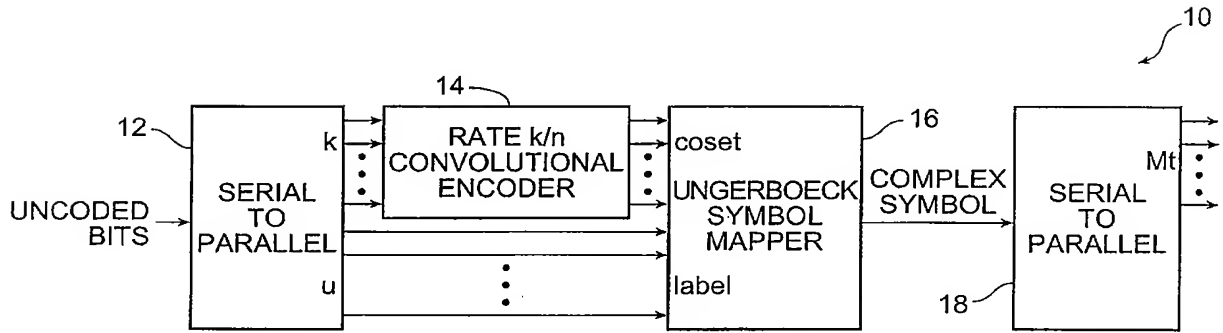 10
12
14
16
18
UNCODED
BITS
SERIAL
TO
PARALLEL
k
u
RATE k/n
CONVOLUTIONAL
ENCODER
coset
UNGERBOECK
SYMBOL
MAPPER
label
COMPLEX
SYMBOL
Mt
SERIAL
TO
PARALLEL